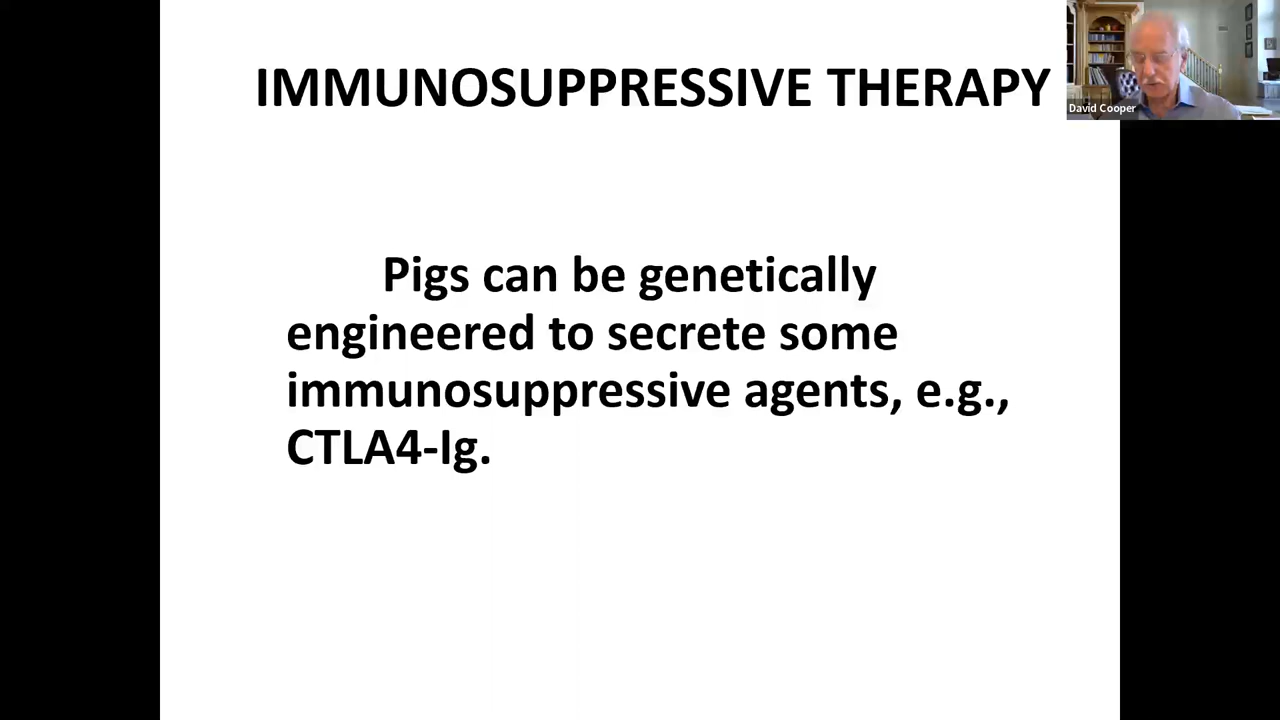 IMMUNOSUPPRESSIVE THERAPY
David Cooper
Pigs can be genetically
engineered to secrete some
immunosuppressive agents, e.g.,
CTLA4-Ig.